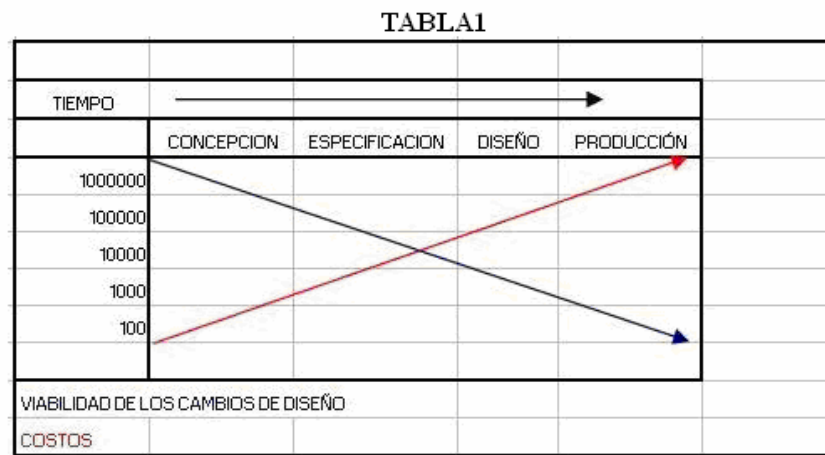 TABLA1
TIEMPO
CONCEPCION ESPECIFICACION DISEÑO PRODUCCIÓN
1000000
100000
10000
1000
100
VIABILIDAD DE LOS CAMBIOS DE DISEÑO
COSTOS